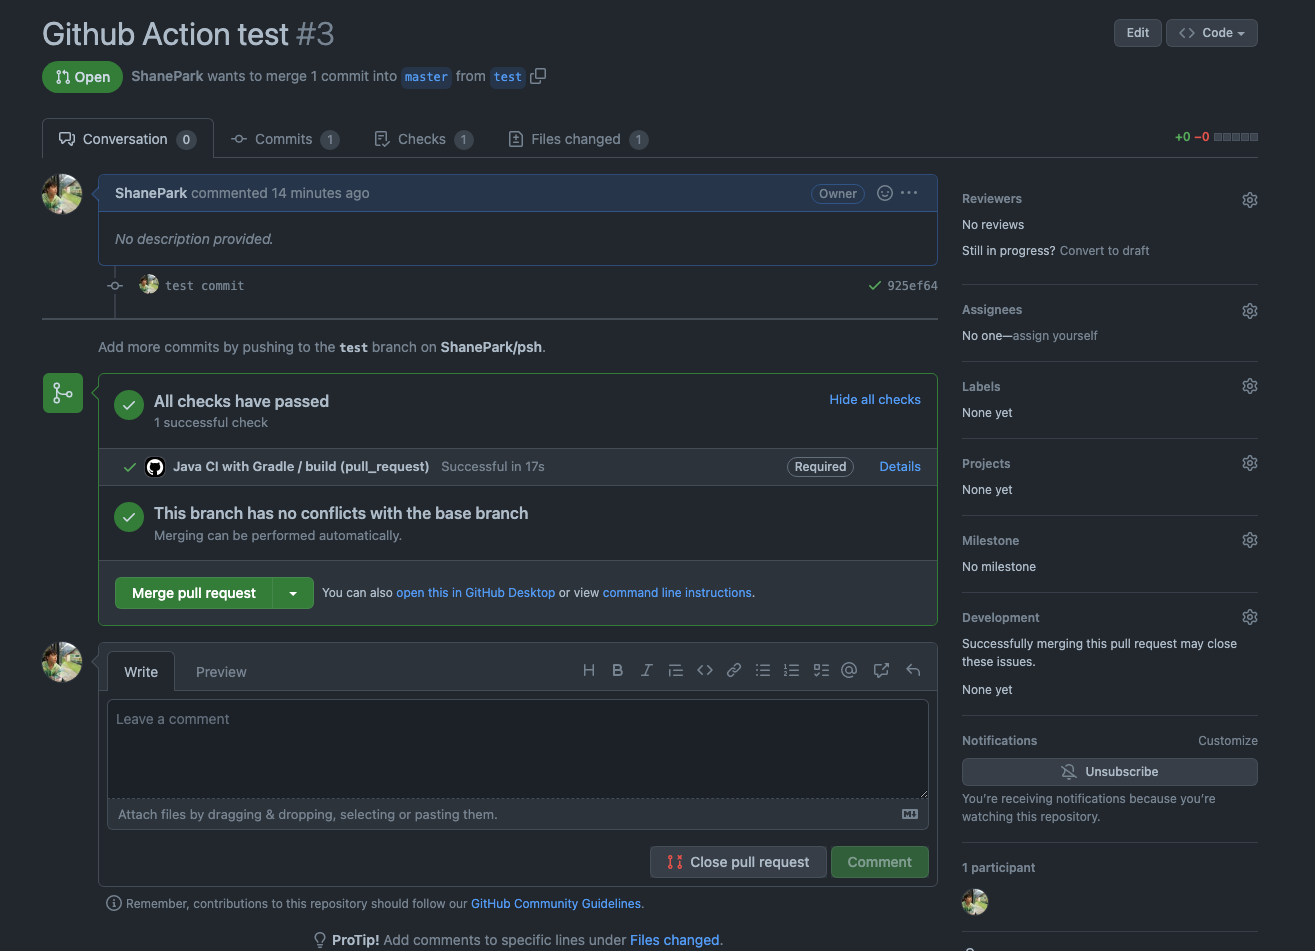 Github Action test #3
Edit
Code
Open
ShanePark wants to merge 1 commit into master from test
Conversation 0
Commits 1
Checks 1
Files changed 1
+0 −0
ShanePark commented 14 minutes ago
Owner
No description provided.
test commit
925ef64
Add more commits by pushing to the test branch on ShanePark/psh.
All checks have passed
1 successful check
Hide all checks
Java CI with Gradle / build (pull_request) Successful in 17s
Required
Details
This branch has no conflicts with the base branch
Merging can be performed automatically.
Merge pull request
You can also open this in GitHub Desktop or view command line instructions.
Write
Preview
Leave a comment
Attach files by dragging & dropping, selecting or pasting them.
Close pull request
Comment
Remember, contributions to this repository should follow our GitHub Community Guidelines.
ProTip! Add comments to specific lines under Files changed.
Reviewers
No reviews
Still in progress? Convert to draft
Assignees
No one—assign yourself
Labels
None yet
Projects
None yet
Milestone
No milestone
Development
Successfully merging this pull request may close
these issues.
None yet
Notifications
Customize
Unsubscribe
You're receiving notifications because you're
watching this repository.
1 participant